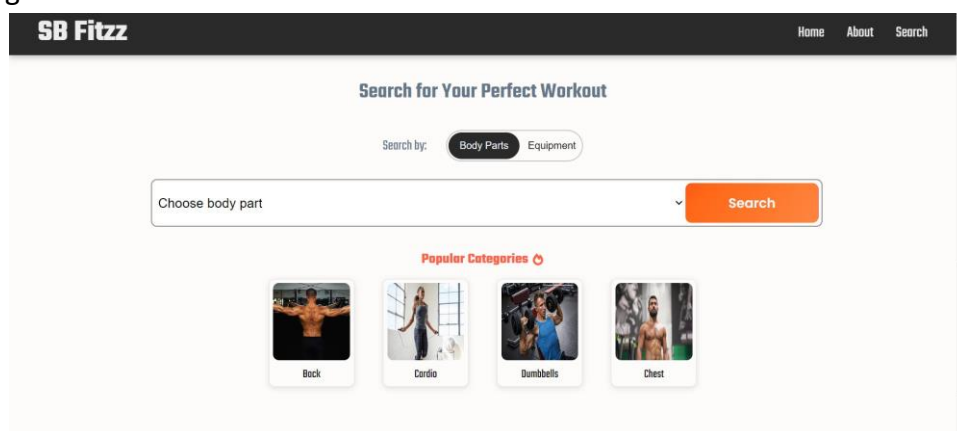 SB Fitzz
Home About Search
Search for Your Perfect Workout
Search by: Body Parts Equipment
Choose body part Search
Popular Categories
Back Cardio Dumbbells Chest